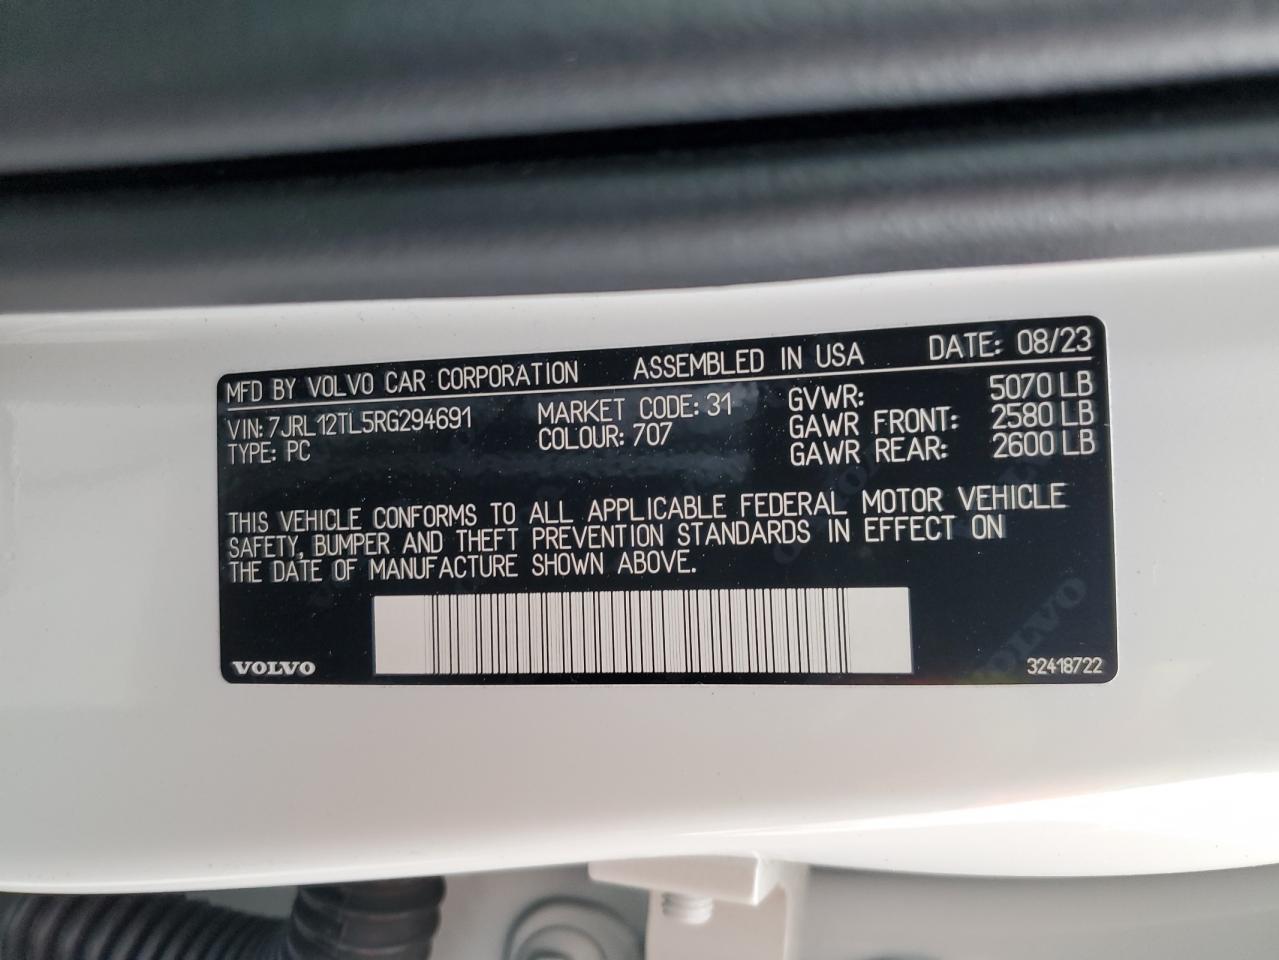 MFD BY VOLVO CAR CORPORATION ASSEMBLED IN USA DATE: 08/23
VIN: 7JRL12TL5RG294691 MARKET CODE: 31 GVWR: 5070 LB
TYPE: PC COLOUR: 707 GAWR FRONT: 2580 LB
GAWR REAR: 2600 LB
THIS VEHICLE CONFORMS TO ALL APPLICABLE FEDERAL MOTOR VEHICLE
SAFETY, BUMPER AND THEFT PREVENTION STANDARDS IN EFFECT ON
THE DATE OF MANUFACTURE SHOWN ABOVE.
VOLVO
VOLVO 32418722